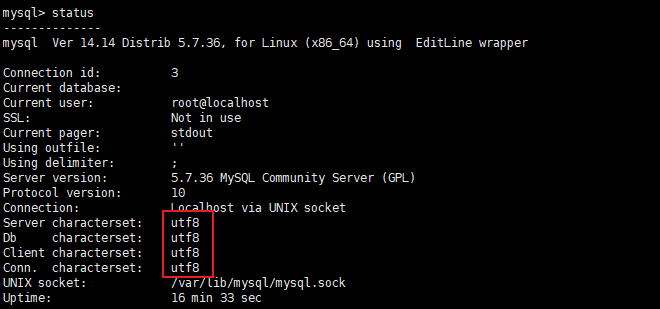 mysql> status
--------------
mysql  Ver 14.14 Distrib 5.7.36, for Linux (x86_64) using  EditLine wrapper

Connection id:          3
Current database:
Current user:           root@localhost
SSL:                    Not in use
Current pager:          stdout
Using outfile:          ''
Using delimiter:        ;
Server version:         5.7.36 MySQL Community Server (GPL)
Protocol version:       10
Connection:             Localhost via UNIX socket
Server characterset:    utf8
Db     characterset:    utf8
Client characterset:    utf8
Conn.  characterset:    utf8
UNIX socket:            /var/lib/mysql/mysql.sock
Uptime:                 16 min 33 sec